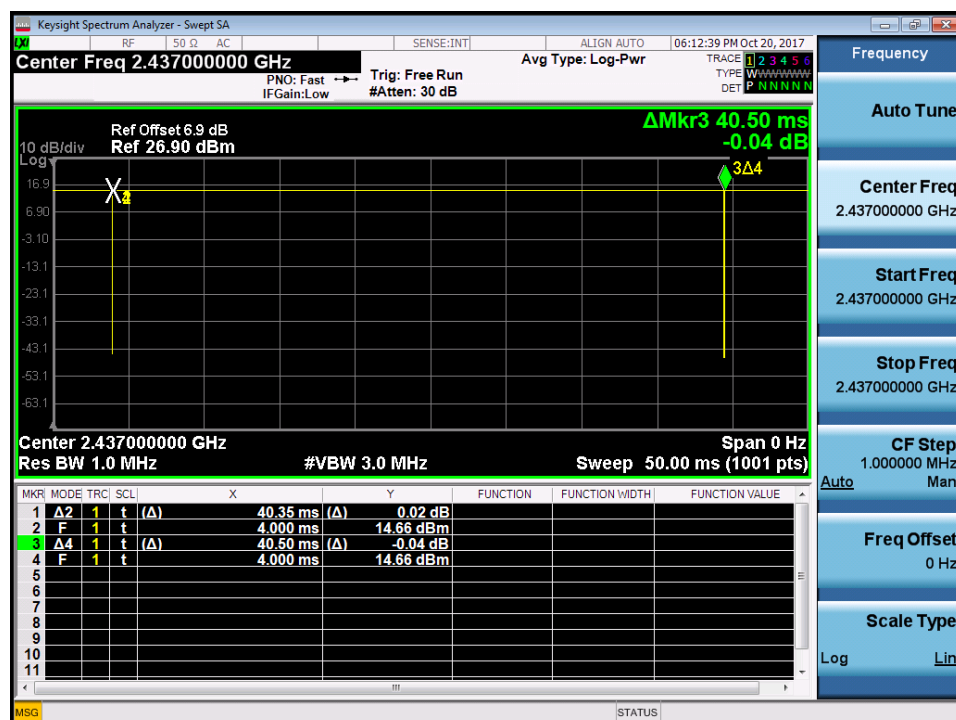 Keysight Spectrum Analyzer - Swept SA
LXI RF 50 Ω AC SENSE:INT ALIGN AUTO 06:12:39 PM Oct 20, 2017
Center Freq 2.437000000 GHz
PNO: Fast
IFGain:Low
Trig: Free Run
#Atten: 30 dB
Avg Type: Log-Pwr
TRACE 1 2 3 4 5 6
TYPE WWWWWWW
DET P N N N N N
Ref Offset 6.9 dB
10 dB/div Ref 26.90 dBm
Log
ΔMkr3 40.50 ms
-0.04 dB
3Δ4
16.9
6.90
-3.10
-13.1
-23.1
-33.1
-43.1
-53.1
-63.1
Center 2.437000000 GHz Span 0 Hz
Res BW 1.0 MHz #VBW 3.0 MHz Sweep 50.00 ms (1001 pts)
MKR MODE TRC SCL X Y FUNCTION FUNCTION WIDTH FUNCTION VALUE
1 Δ2 1 t (Δ) 40.35 ms (Δ) 0.02 dB
2 F 1 t 4.000 ms 14.66 dBm
3 Δ4 1 t (Δ) 40.50 ms (Δ) -0.04 dB
4 F 1 t 4.000 ms 14.66 dBm
5
6
7
8
9
10
11
MSG STATUS
Frequency
Auto Tune
Center Freq
2.437000000 GHz
Start Freq
2.437000000 GHz
Stop Freq
2.437000000 GHz
CF Step
1.000000 MHz
Auto Man
Freq Offset
0 Hz
Scale Type
Log Lin